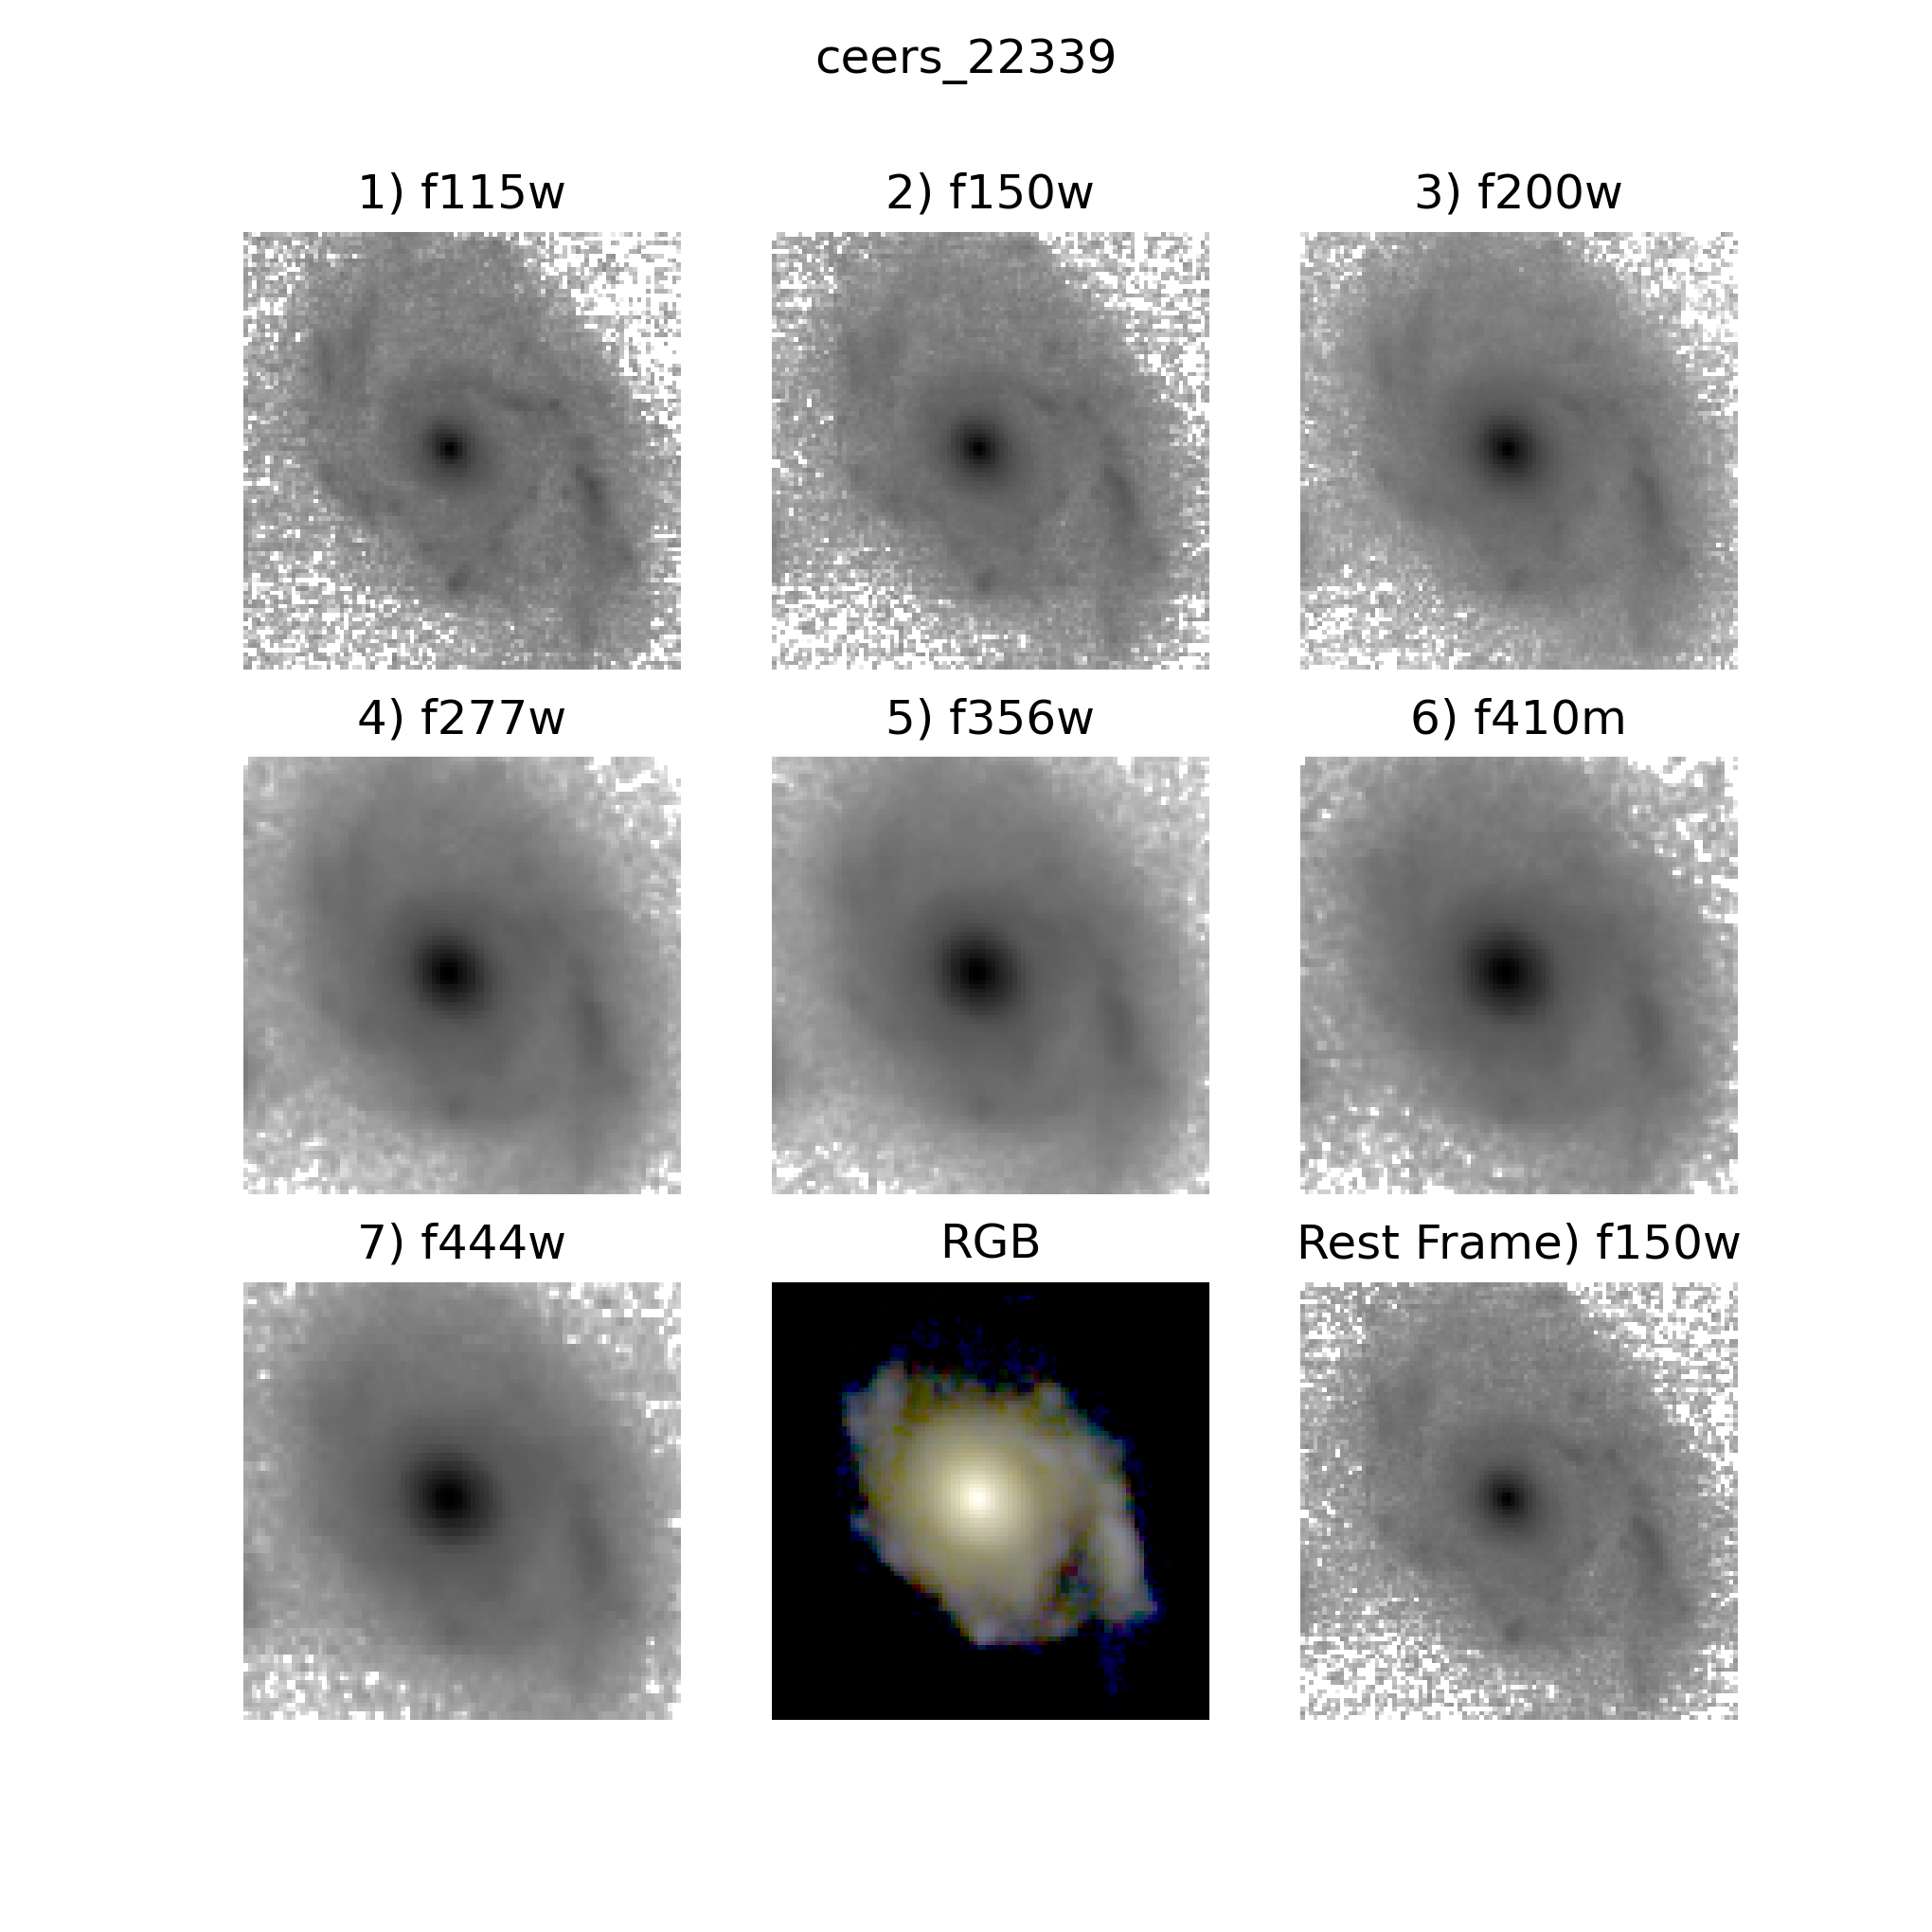 ceers_22339
1) f115w
2) f150w
3) f200w
4) f277w
5) f356w
6) f410m
7) f444w
RGB
Rest Frame) f150w